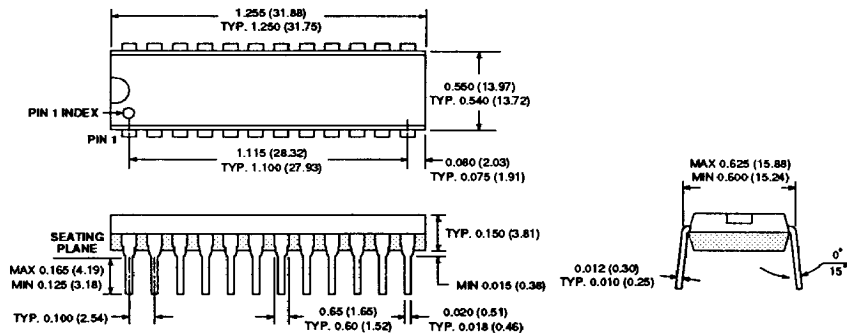 1.255 (31.88)
TYP. 1.250 (31.75)
0.550 (13.97)
TYP. 0.540 (13.72)
PIN 1 INDEX
PIN 1
1.115 (28.32)
TYP. 1.100 (27.93)
0.080 (2.03)
TYP. 0.075 (1.91)
MAX 0.625 (15.88)
MIN 0.600 (15.24)
SEATING
PLANE
TYP. 0.150 (3.81)
MAX 0.165 (4.19)
MIN 0.125 (3.18)
MIN 0.015 (0.38)
0.012 (0.30)
TYP. 0.010 (0.25)
0°
15°
TYP. 0.100 (2.54)
0.65 (1.65)
TYP. 0.60 (1.52)
0.020 (0.51)
TYP. 0.018 (0.46)